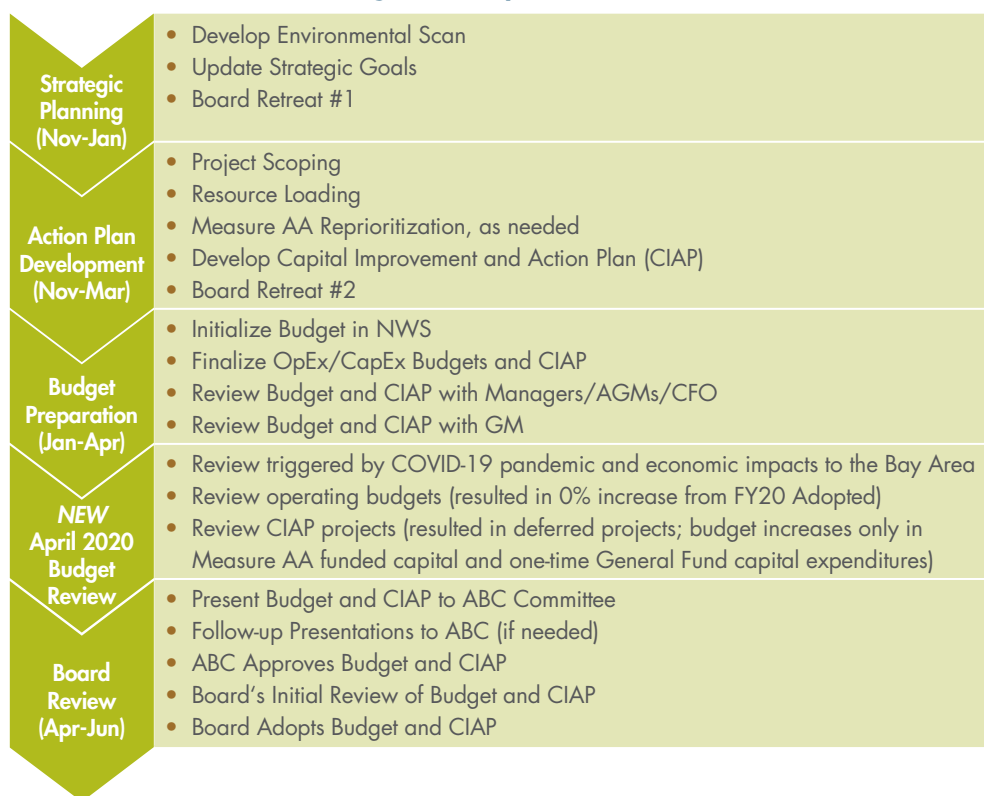 Strategic
Planning
(Nov-Jan)
• Develop Environmental Scan
• Update Strategic Goals
• Board Retreat #1
Action Plan
Development
(Nov-Mar)
• Project Scoping
• Resource Loading
• Measure AA Reprioritization, as needed
• Develop Capital Improvement and Action Plan (CIAP)
• Board Retreat #2
Budget
Preparation
(Jan-Apr)
• Initialize Budget in NWS
• Finalize OpEx/CapEx Budgets and CIAP
• Review Budget and CIAP with Managers/AGMs/CFO
• Review Budget and CIAP with GM
NEW
April 2020
Budget
Review
• Review triggered by COVID-19 pandemic and economic impacts to the Bay Area
• Review operating budgets (resulted in 0% increase from FY20 Adopted)
• Review CIAP projects (resulted in deferred projects; budget increases only in
Measure AA funded capital and one-time General Fund capital expenditures)
Board
Review
(Apr-Jun)
• Present Budget and CIAP to ABC Committee
• Follow-up Presentations to ABC (if needed)
• ABC Approves Budget and CIAP
• Board's Initial Review of Budget and CIAP
• Board Adopts Budget and CIAP